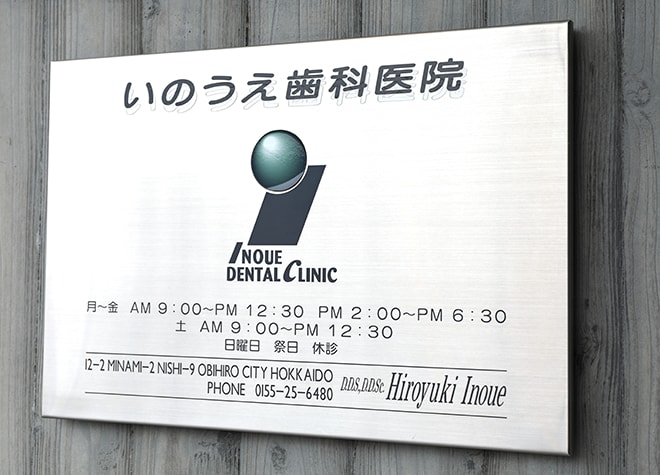 いのうえ歯科医院
INOUE
DENTAL CLINIC
月〜金 AM 9：00〜PM 12：30 PM 2：00〜PM 6：30
土 AM 9：00〜PM 12：30
日曜日 祭日 休診
12-2 MINAMI-2 NISHI-9 OBIHIRO CITY HOKKAIDO
PHONE 0155-25-6480
D.D.S., D.D.Sc. Hiroyuki Inoue